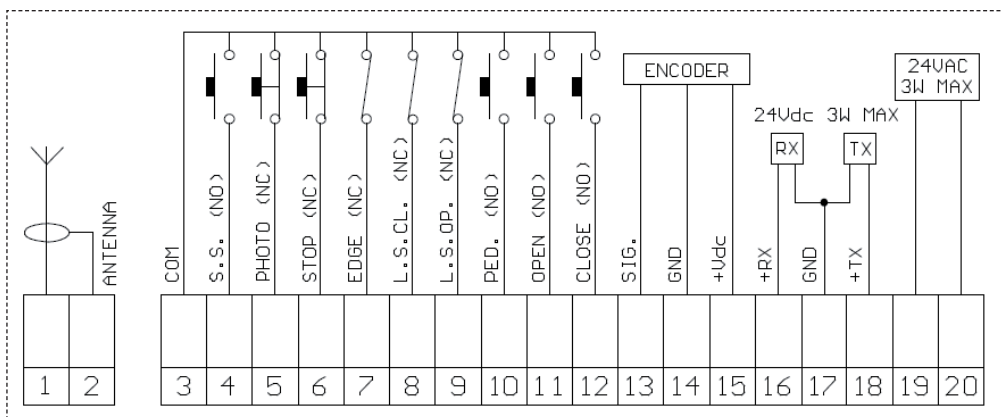 ENCODER
24VAC
3W MAX
24Vdc 3W MAX
RX
TX
ANTENNA
COM
S.S. (NO)
PHOTO (NC)
STOP (NC)
EDGE (NC)
L.S.CL. (NC)
L.S.OP. (NC)
PED. (NO)
OPEN (NO)
CLOSE (NO)
SIG.
GND
+Vdc
+RX
GND
+TX
1 2 3 4 5 6 7 8 9 10 11 12 13 14 15 16 17 18 19 20